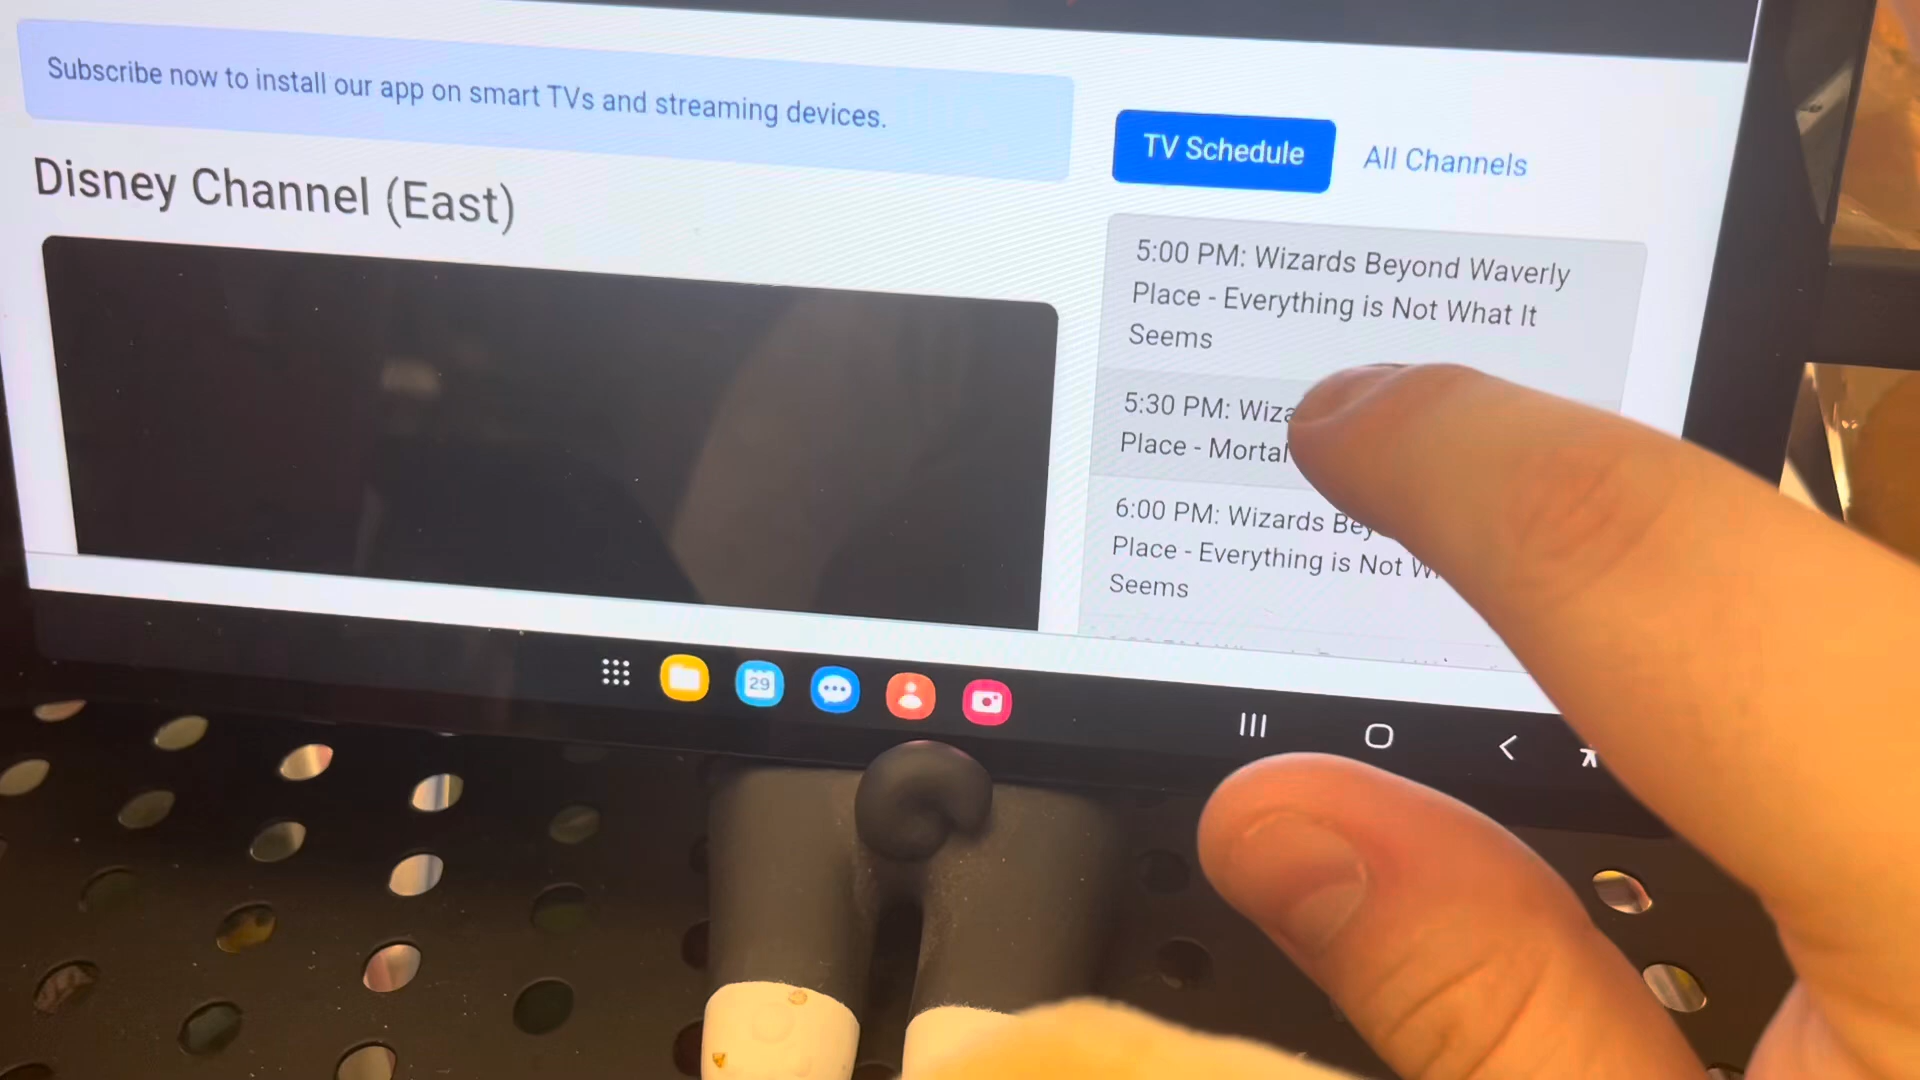 Subscribe now to install our app on smart TVs and streaming devices.
Disney Channel (East)
TV Schedule
All Channels
5:00 PM: Wizards Beyond Waverly
Place - Everything is Not What It
Seems
5:30 PM:
Place - Mortal
6:00 PM: Wizards
Place - Everything is Not
Seems
29